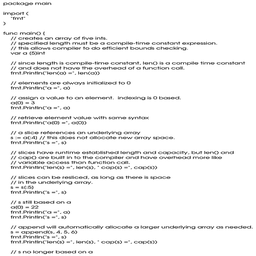 package main
import (
"fmt"
)
func main() {
// creates an array of five ints.
// specified length must be a compile-time constant expression.
// this allows compiler to do efficient bounds checking.
var a [5]int
// since length is compile-time constant, len() is a compile time constant
// and does not have the overhead of a function call.
fmt.Println("len(a) =", len(a))
// elements are always initialized to 0
fmt.Println("a =", a)
// assign a value to an element.  Indexing is 0 based.
a[0] = 3
fmt.Println("a =", a)
// retrieve element value with same syntax
fmt.Println("a[0] =", a[0])
// a slice references an underlying array
s := a[:4] // this does not allocate new array space.
fmt.Println("s =", s)
// slices have runtime established length and capacity, but len() and
// cap() are built in to the compiler and have overhead more like
// variable access than function call.
fmt.Println("len(s) =", len(s), " cap(s) =", cap(s))
// slices can be resliced, as long as there is space
// in the underlying array.
s = s[:5]
fmt.Println("s =", s)
// s still based on a
a[0] = 22
fmt.Println("a =", a)
fmt.Println("s =", s)
// append will automatically allocate a larger underlying array as needed.
s = append(s, 4, 5, 6)
fmt.Println("s =", s)
fmt.Println("len(s) =", len(s), " cap(s) =", cap(s))
// s no longer based on a